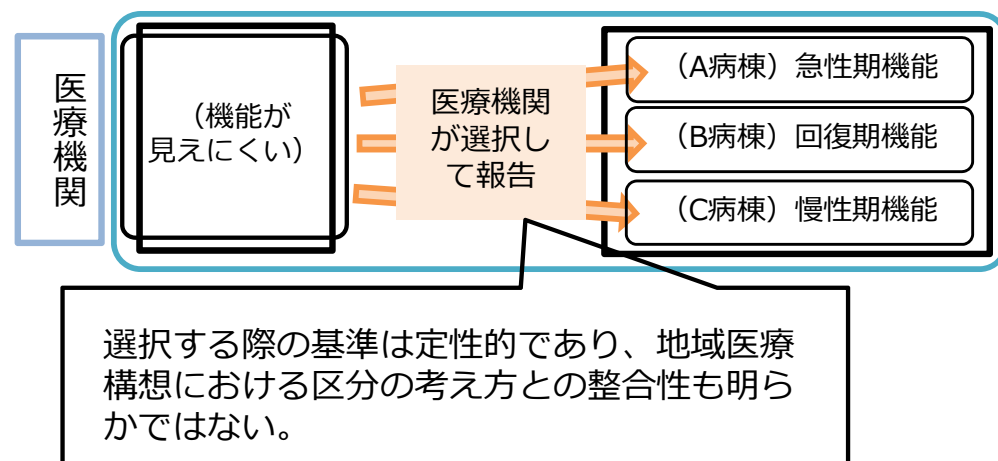 医療機関
（機能が
見えにくい）
医療機関
が選択し
て報告
（A病棟）急性期機能
（B病棟）回復期機能
（C病棟）慢性期機能
選択する際の基準は定性的であり、地域医療
構想における区分の考え方との整合性も明ら
かではない。